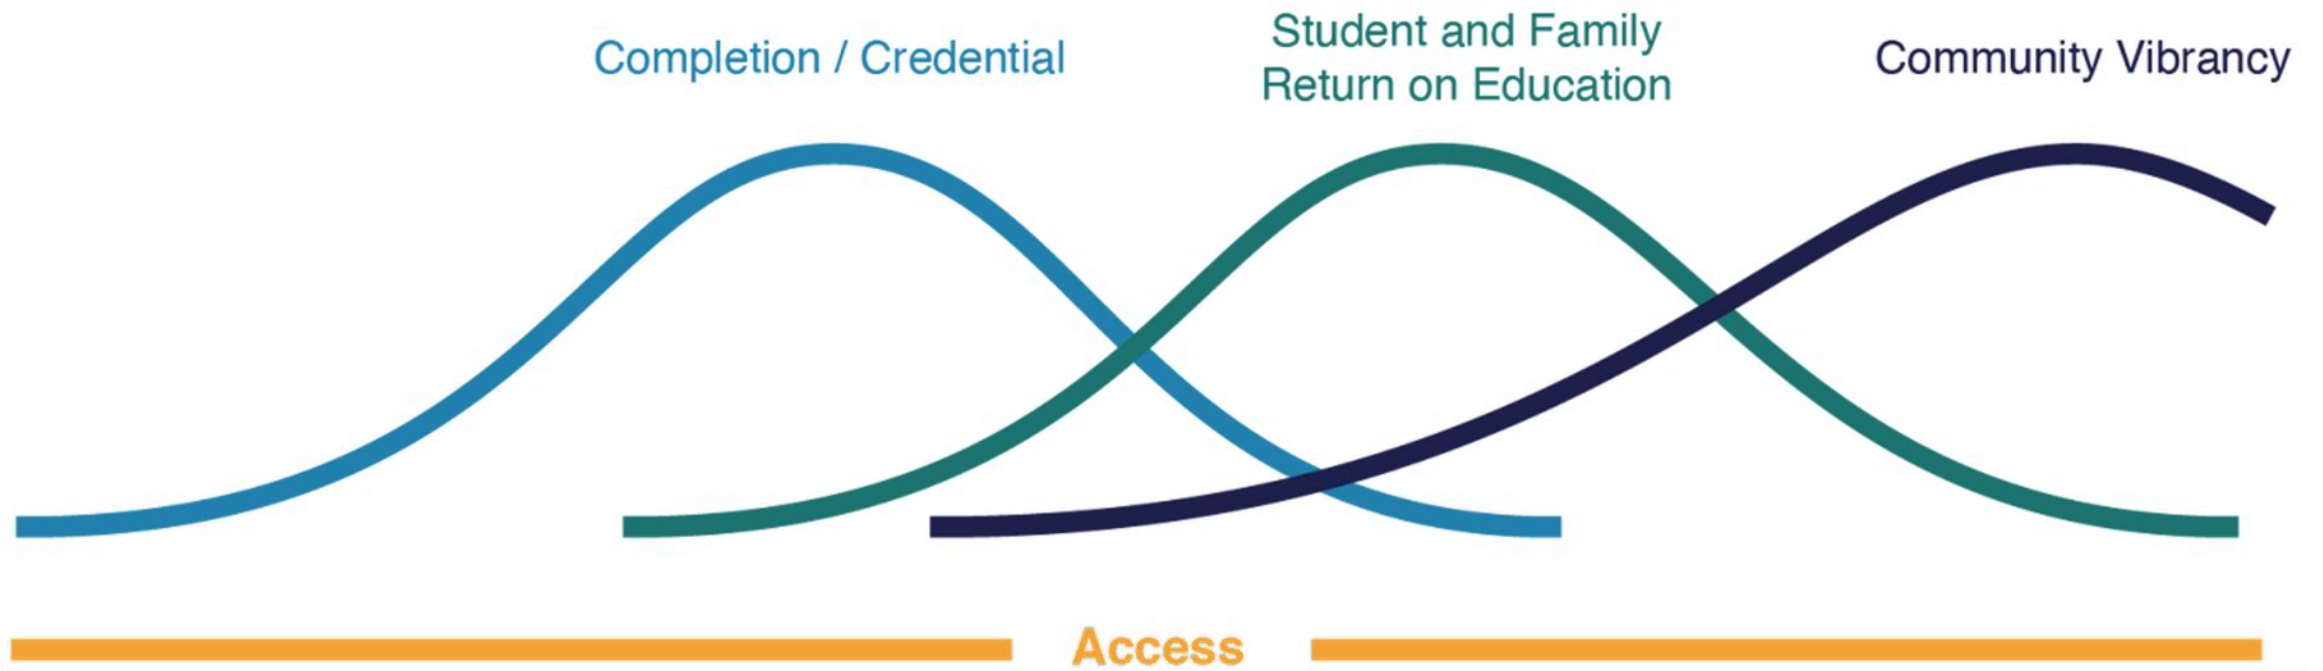 Completion / Credential
Student and Family
Return on Education
Community Vibrancy
Access